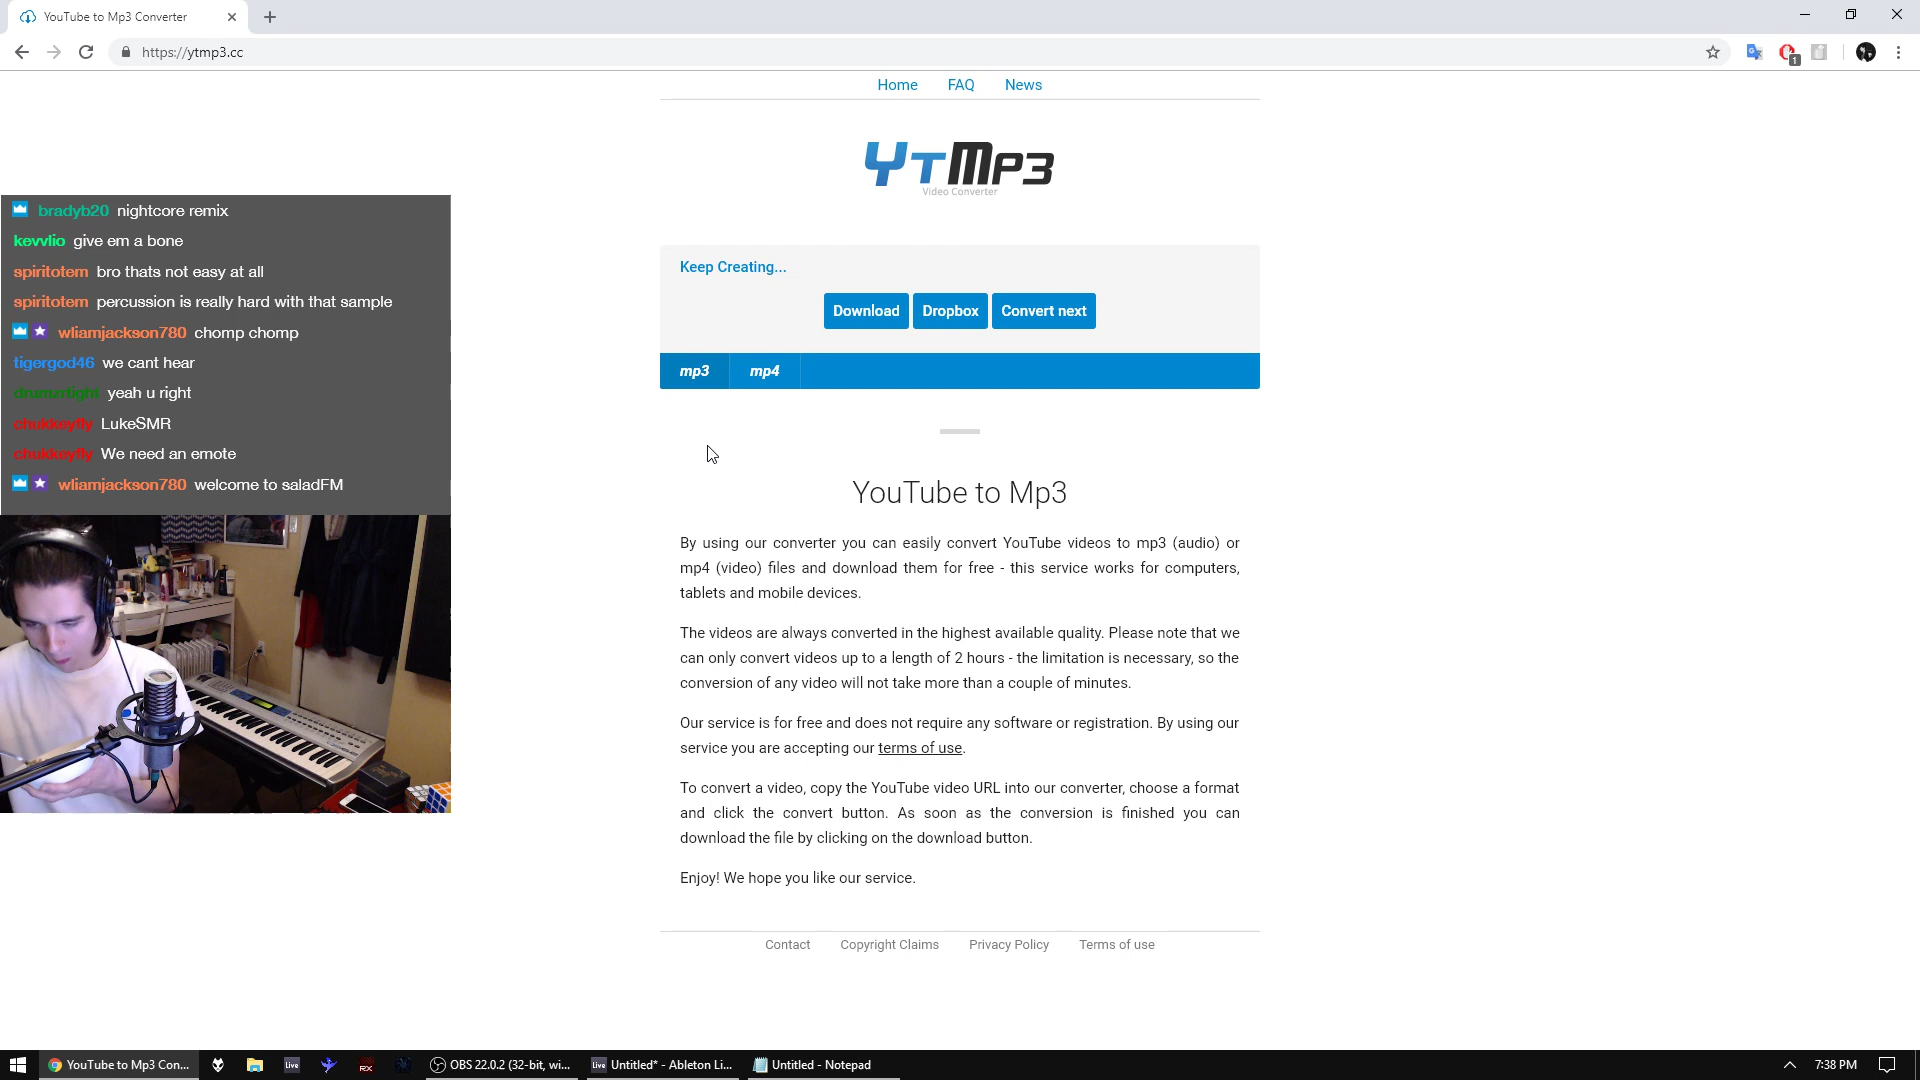 YouTube to Mp3 Converter
https://ytmp3.cc
1
Home FAQ News
YTMP3
Video Converter
bradyb20 nightcore remix
kevvlio give em a bone
spiritotem bro thats not easy at all
spiritotem percussion is really hard with that sample
wliamjackson780 chomp chomp
tigergod46 we cant hear
drumzrtight yeah u right
chukkeyfly LukeSMR
chukkeyfly We need an emote
wliamjackson780 welcome to saladFM
Keep Creating...
Download Dropbox Convert next
mp3 mp4
YouTube to Mp3
By using our converter you can easily convert YouTube videos to mp3 (audio) or
mp4 (video) files and download them for free - this service works for computers,
tablets and mobile devices.
The videos are always converted in the highest available quality. Please note that we
can only convert videos up to a length of 2 hours - the limitation is necessary, so the
conversion of any video will not take more than a couple of minutes.
Our service is for free and does not require any software or registration. By using our
service you are accepting our terms of use.
To convert a video, copy the YouTube video URL into our converter, choose a format
and click the convert button. As soon as the conversion is finished you can
download the file by clicking on the download button.
Enjoy! We hope you like our service.
Contact Copyright Claims Privacy Policy Terms of use
YouTube to Mp3 Con... Live RX OBS 22.0.2 (32-bit, wi... Live Untitled* - Ableton Li... Untitled - Notepad 7:38 PM